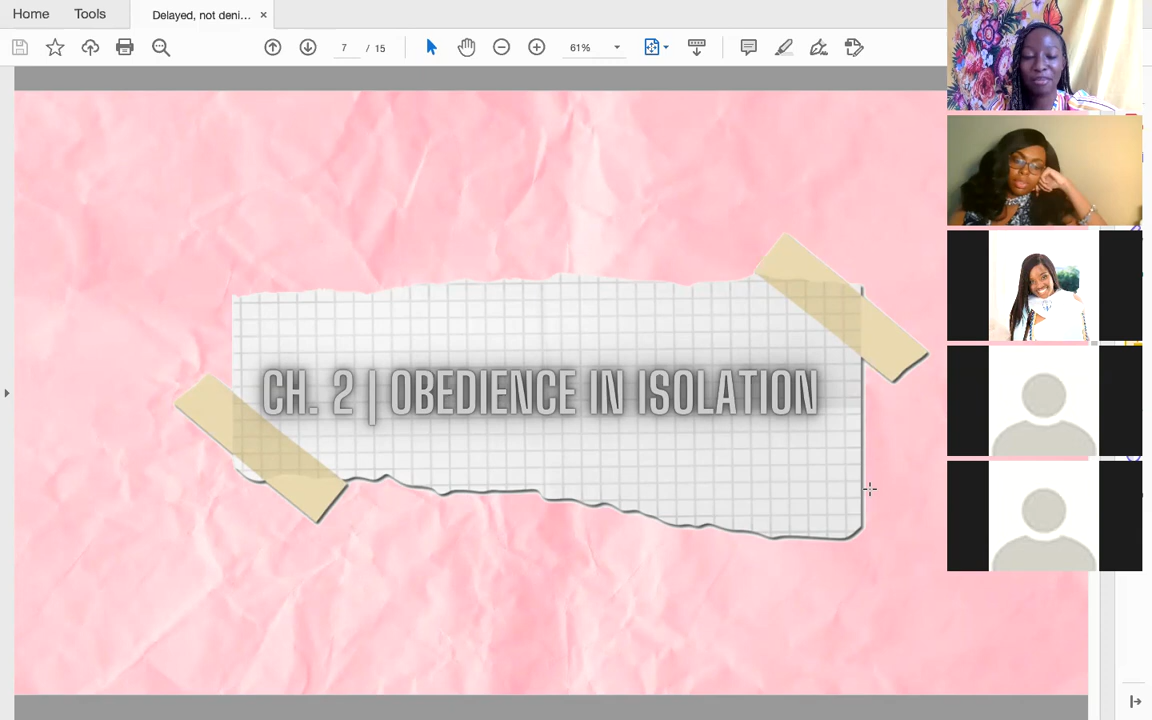 Home
Tools
Delayed, not deni...
7 / 15
61%
CH. 2 | OBEDIENCE IN ISOLATION